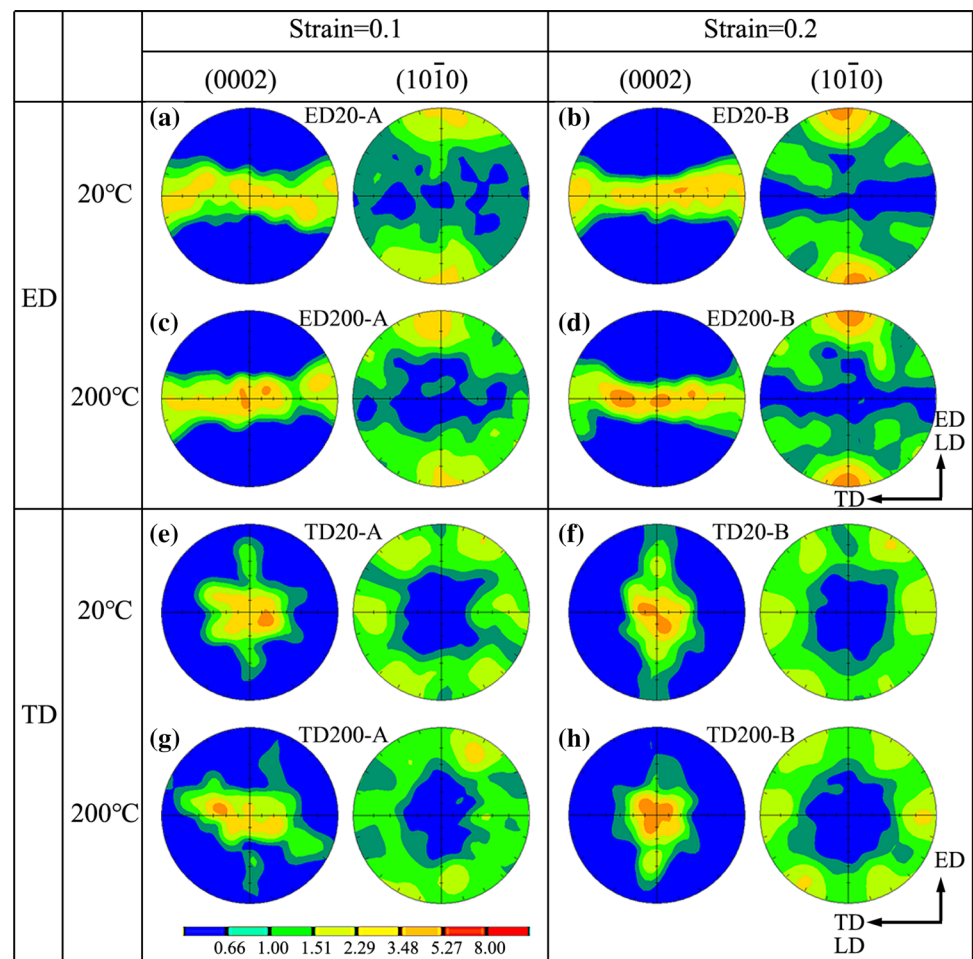 Strain=0.1 Strain=0.2
(0002) (101̄0) (0002) (101̄0)
ED
20°C
(a) ED20-A (b) ED20-B
200°C
(c) ED200-A (d) ED200-B
ED
LD
TD
TD
20°C
(e) TD20-A (f) TD20-B
200°C
(g) TD200-A (h) TD200-B
ED
TD
LD
0.66 1.00 1.51 2.29 3.48 5.27 8.00